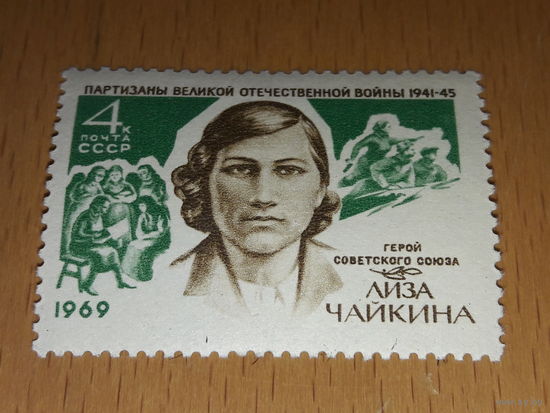 ПАРТИЗАНЫ ВЕЛИКОЙ ОТЕЧЕСТВЕННОЙ ВОЙНЫ 1941-45
4К
ПОЧТА
СССР
ГЕРОЙ
СОВЕТСКОГО СОЮЗА
ЛИЗА
ЧАЙКИНА
1969